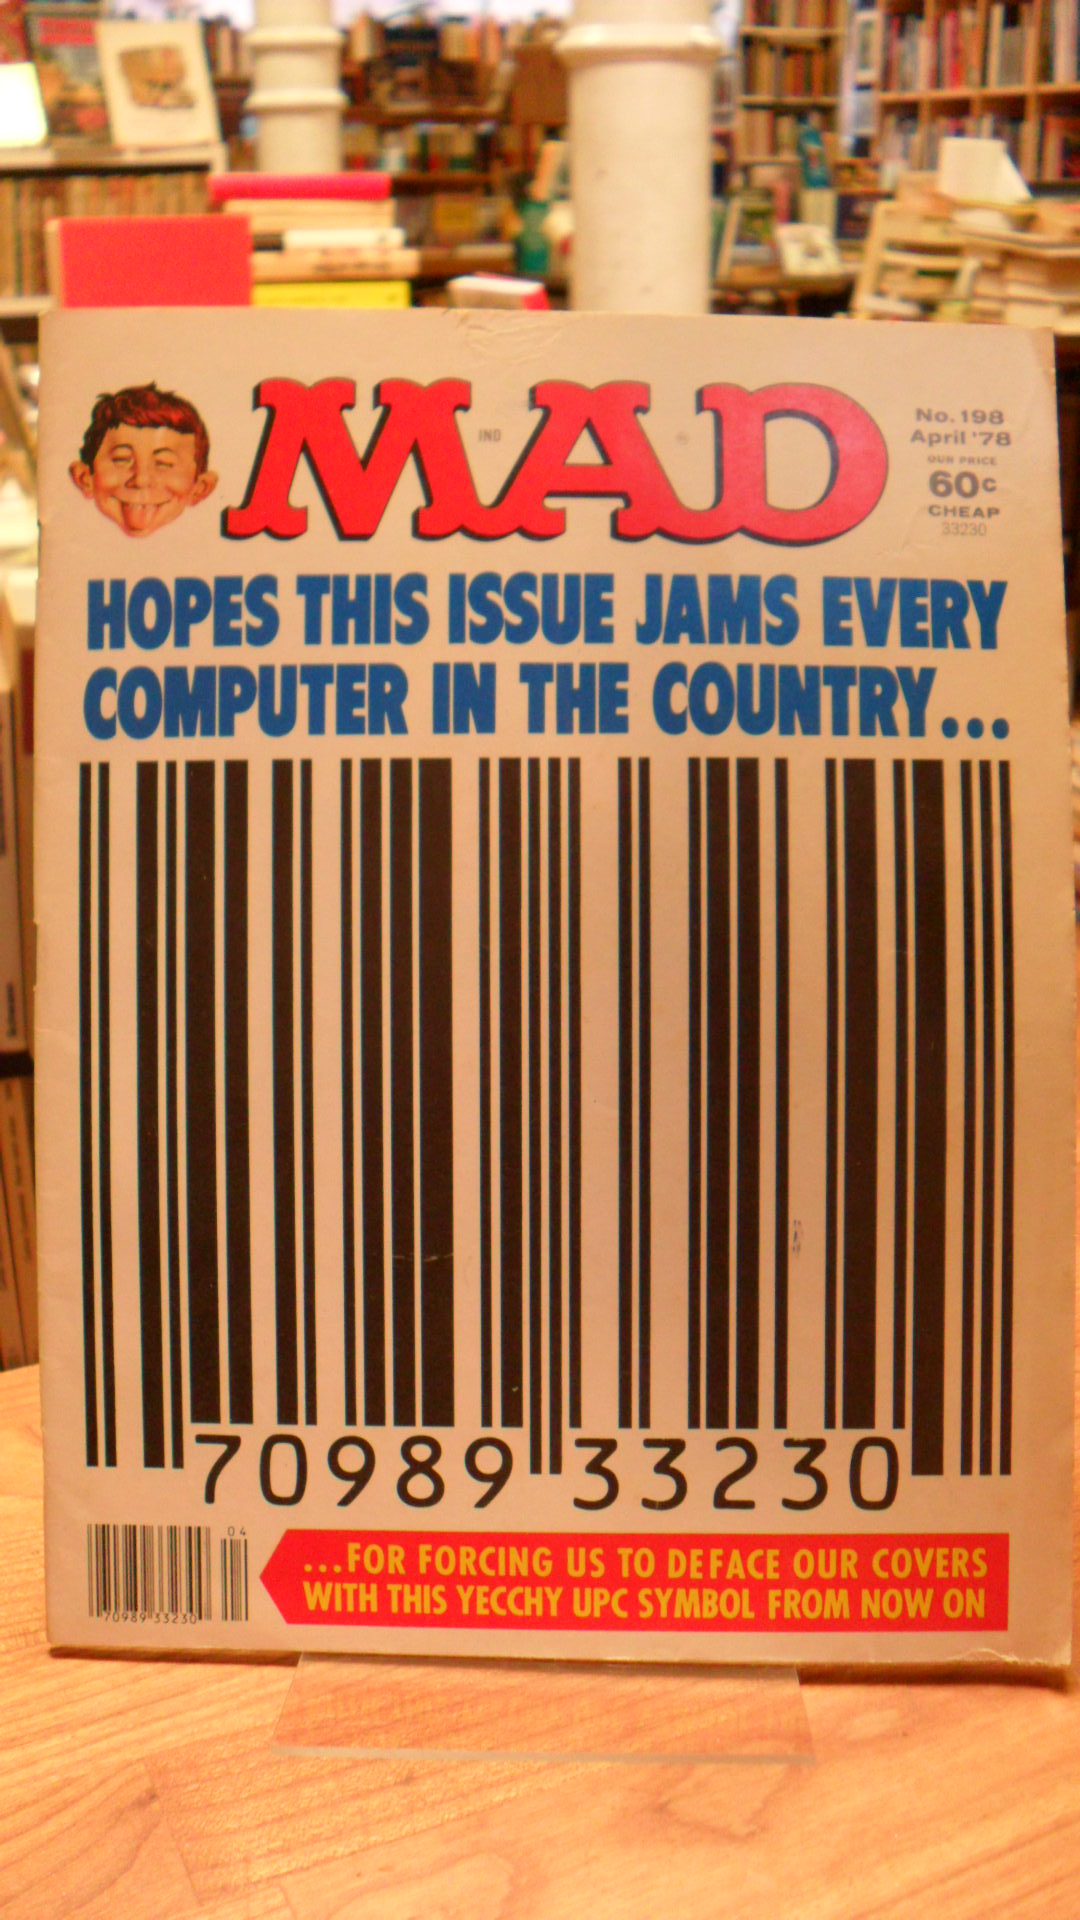 MAD
IND
No. 198
April '78
OUR PRICE
60c
CHEAP
33230
HOPES THIS ISSUE JAMS EVERY
COMPUTER IN THE COUNTRY...
70989 33230
04
70989 33230
...FOR FORCING US TO DEFACE OUR COVERS
WITH THIS YECCHY UPC SYMBOL FROM NOW ON